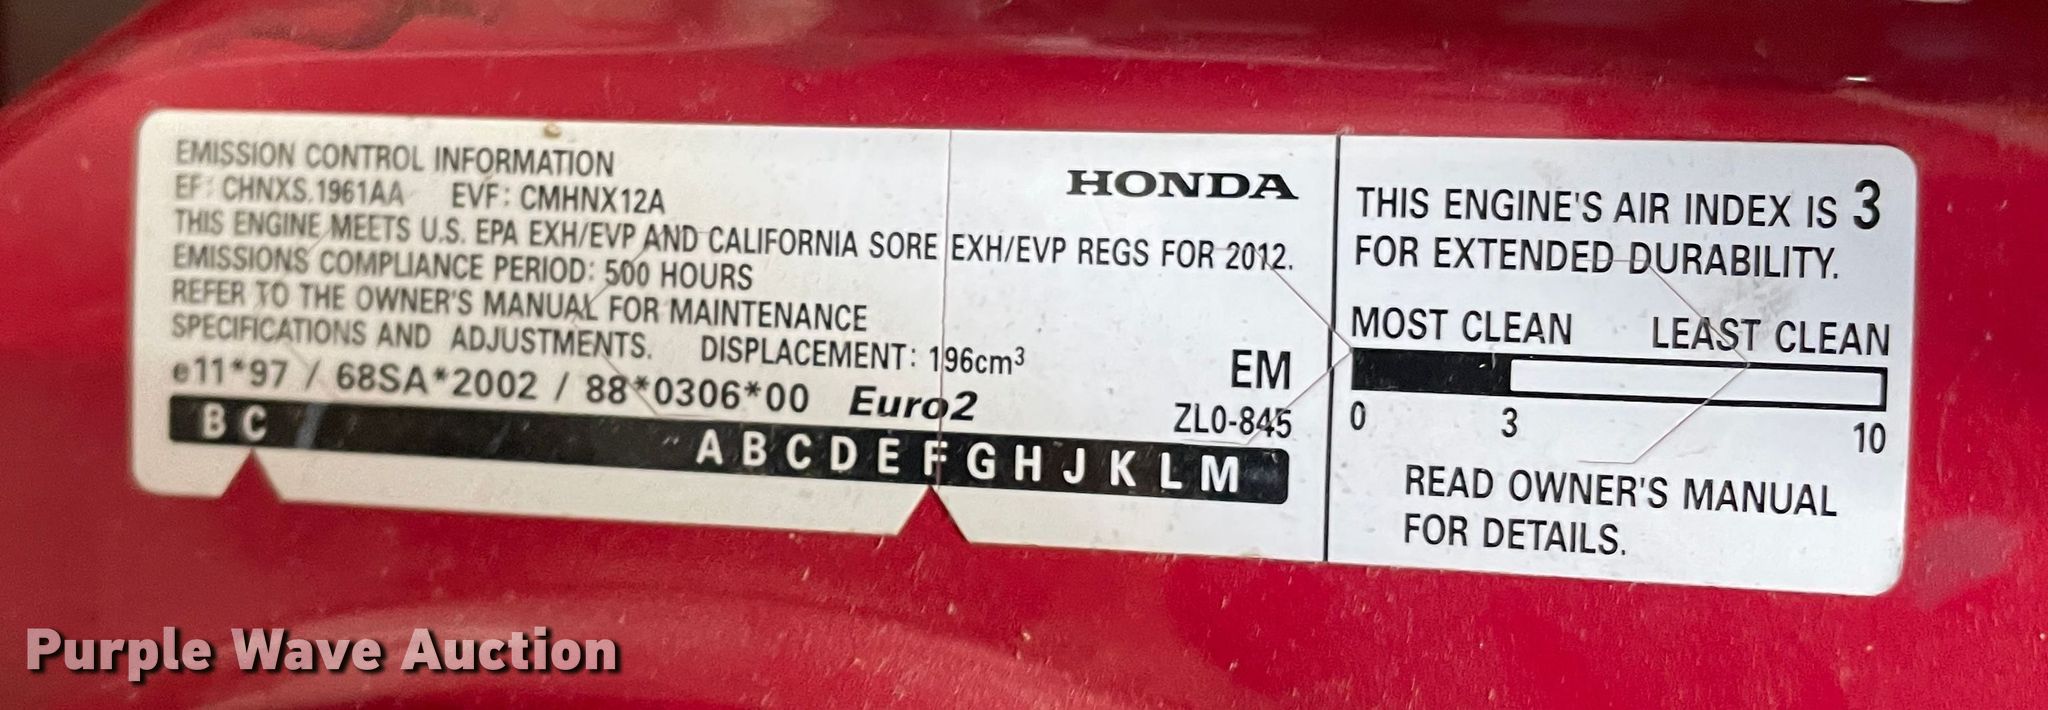 EMISSION CONTROL INFORMATION
EF: CHNXS.1961AA EVF: CMHNX12A
HONDA
THIS ENGINE MEETS U.S. EPA EXH/EVP AND CALIFORNIA SORE EXH/EVP REGS FOR 2012.
EMISSIONS COMPLIANCE PERIOD: 500 HOURS
REFER TO THE OWNER'S MANUAL FOR MAINTENANCE
SPECIFICATIONS AND ADJUSTMENTS. DISPLACEMENT: 196cm³
e11*97 / 68SA*2002 / 88*0306*00 Euro2
EM
ZL0-845
B C A B C D E F G H J K L M
THIS ENGINE'S AIR INDEX IS 3
FOR EXTENDED DURABILITY.
MOST CLEAN LEAST CLEAN
0 3 10
READ OWNER'S MANUAL
FOR DETAILS.
Purple Wave Auction